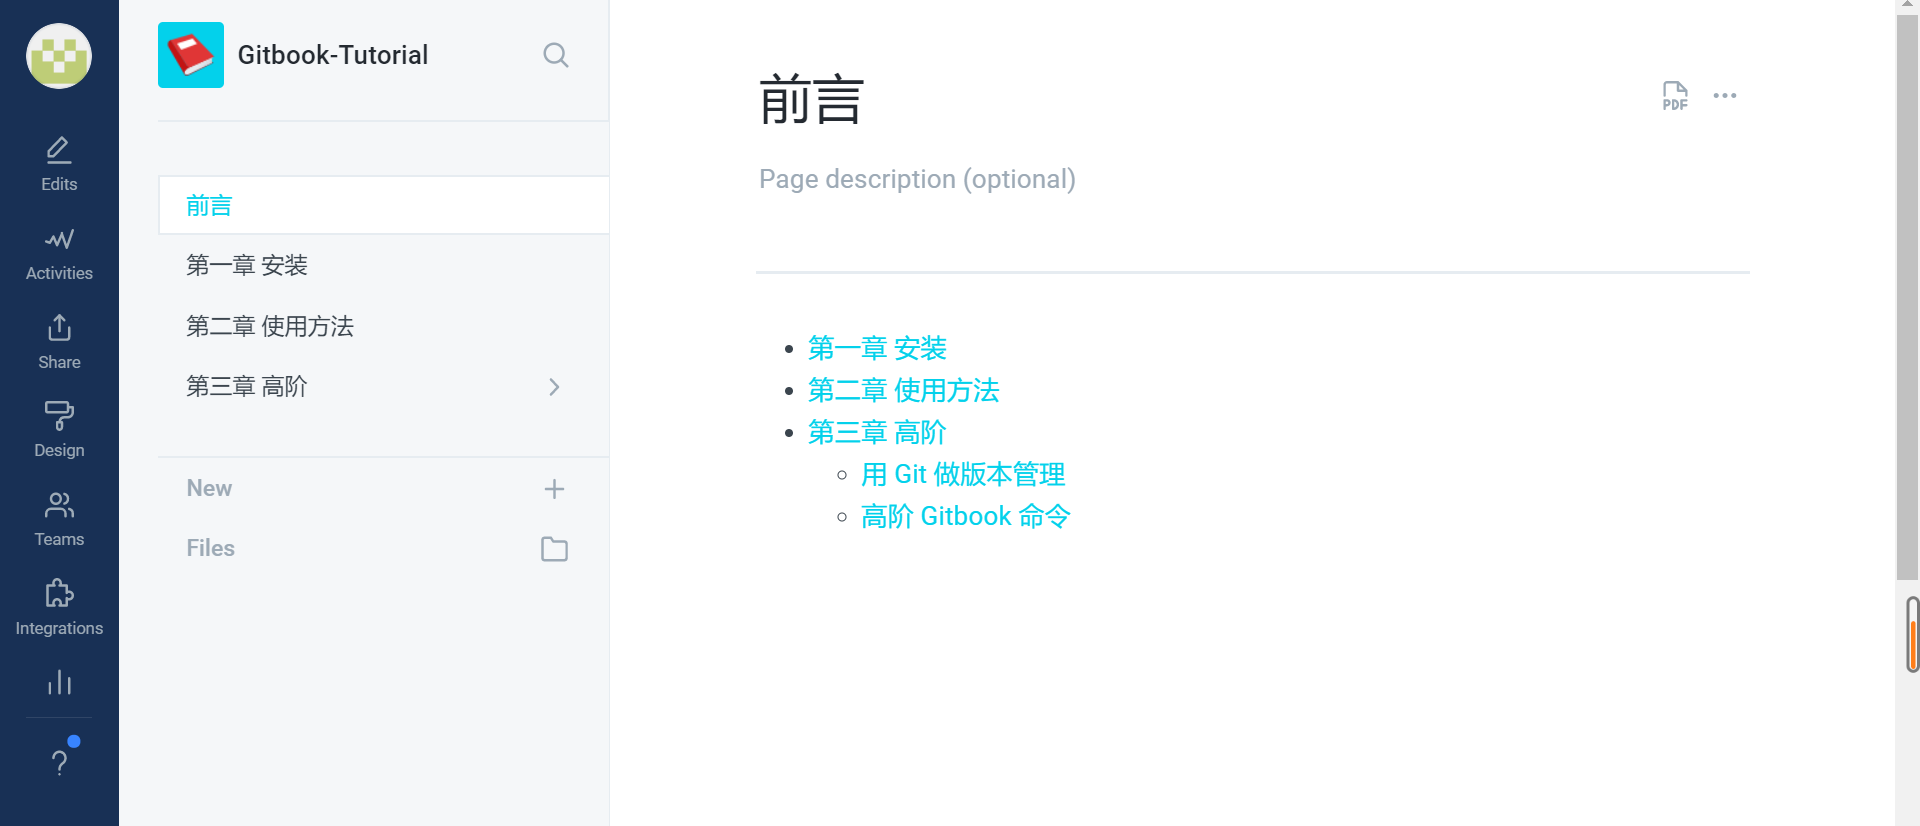 Edits
Activities
Share
Design
Teams
Integrations
Gitbook-Tutorial
前言
第一章 安装
第二章 使用方法
第三章 高阶
New
Files
前言
PDF
Page description (optional)
第一章 安装
第二章 使用方法
第三章 高阶
用 Git 做版本管理
高阶 Gitbook 命令